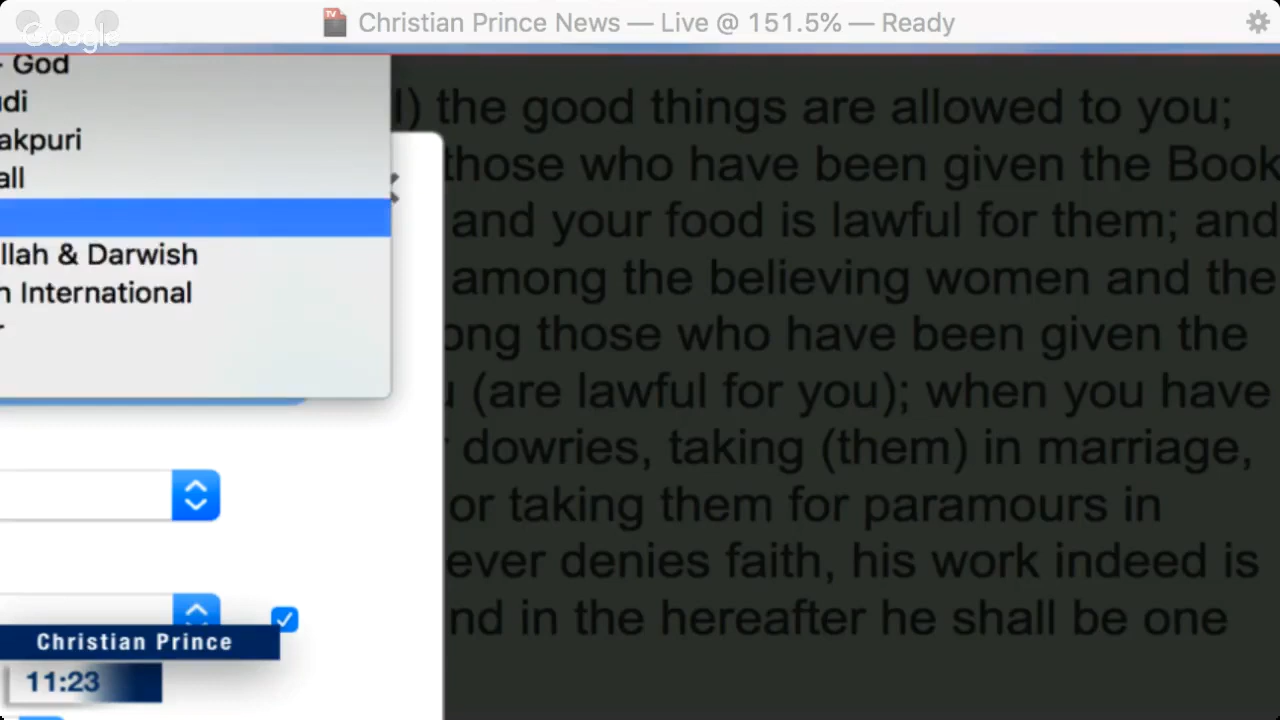 Google
Christian Prince News — Live @ 151.5% — Ready
- God
l) the good things are allowed to you;
akpuri
those who have been given the Book
all
and your food is lawful for them; and
llah & Darwish
among the believing women and the
n International
ong those who have been given the
(are lawful for you); when you have
dowries, taking (them) in marriage,
or taking them for paramours in
ever denies faith, his work indeed is
nd in the hereafter he shall be one
Christian Prince
11:23